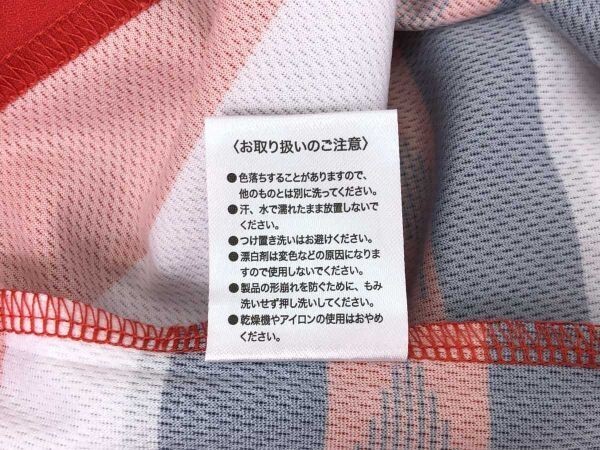 〈お取り扱いのご注意〉
●色落ちすることがありますので、
他のものとは別に洗ってください。
●汗、水で濡れたまま放置しないで
ください。
●つけ置き洗いはお避けください。
●漂白剤は変色などの原因になりま
すので使用しないでください。
●製品の形崩れを防ぐために、もみ
洗いせず押し洗いしてください。
●乾燥機やアイロンの使用はおやめ
ください。